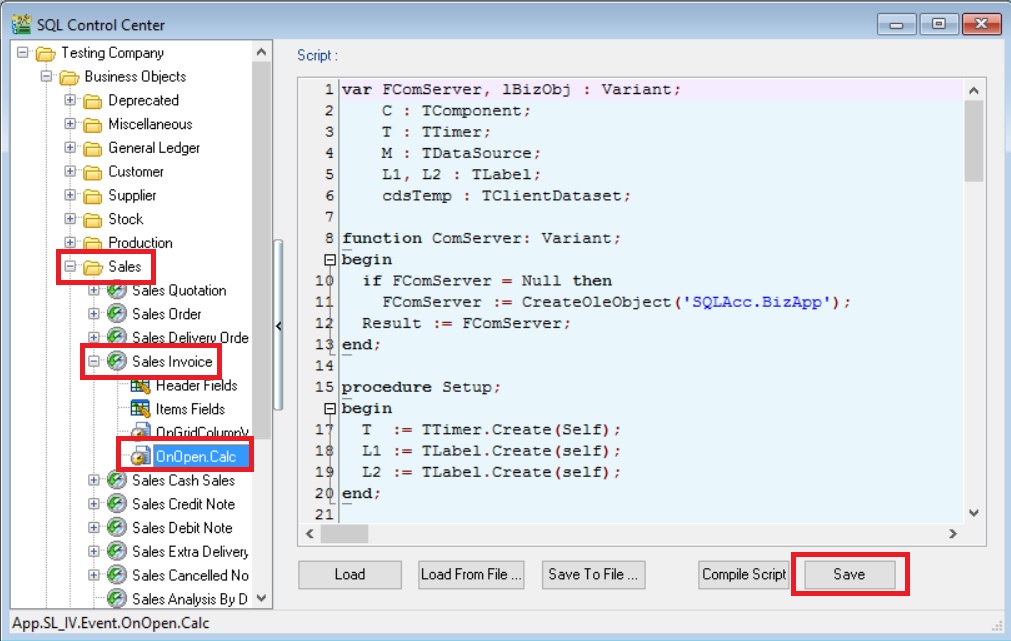 SQL Control Center
Testing Company
Business Objects
Deprecated
Miscellaneous
General Ledger
Customer
Supplier
Stock
Production
Sales
Sales Quotation
Sales Order
Sales Delivery Orde
Sales Invoice
Header Fields
Items Fields
OnGridColumnV
OnOpen.Calc
Sales Cash Sales
Sales Credit Note
Sales Debit Note
Sales Extra Delivery
Sales Cancelled No
Sales Analysis By D
Script :
1 var FComServer, lBizObj : Variant;
2 C : TComponent;
3 T : TTimer;
4 M : TDataSource;
5 L1, L2 : TLabel;
6 cdsTemp : TClientDataset;
7
8 function ComServer: Variant;
begin
10 if FComServer = Null then
11 FComServer := CreateOleObject('SQLAcc.BizApp');
12 Result := FComServer;
13 end;
14
15 procedure Setup;
begin
17 T := TTimer.Create(Self);
18 L1 := TLabel.Create(self);
19 L2 := TLabel.Create(self);
20 end;
21
Load
Load From File ...
Save To File ...
Compile Script
Save
App.SL_IV.Event.OnOpen.Calc